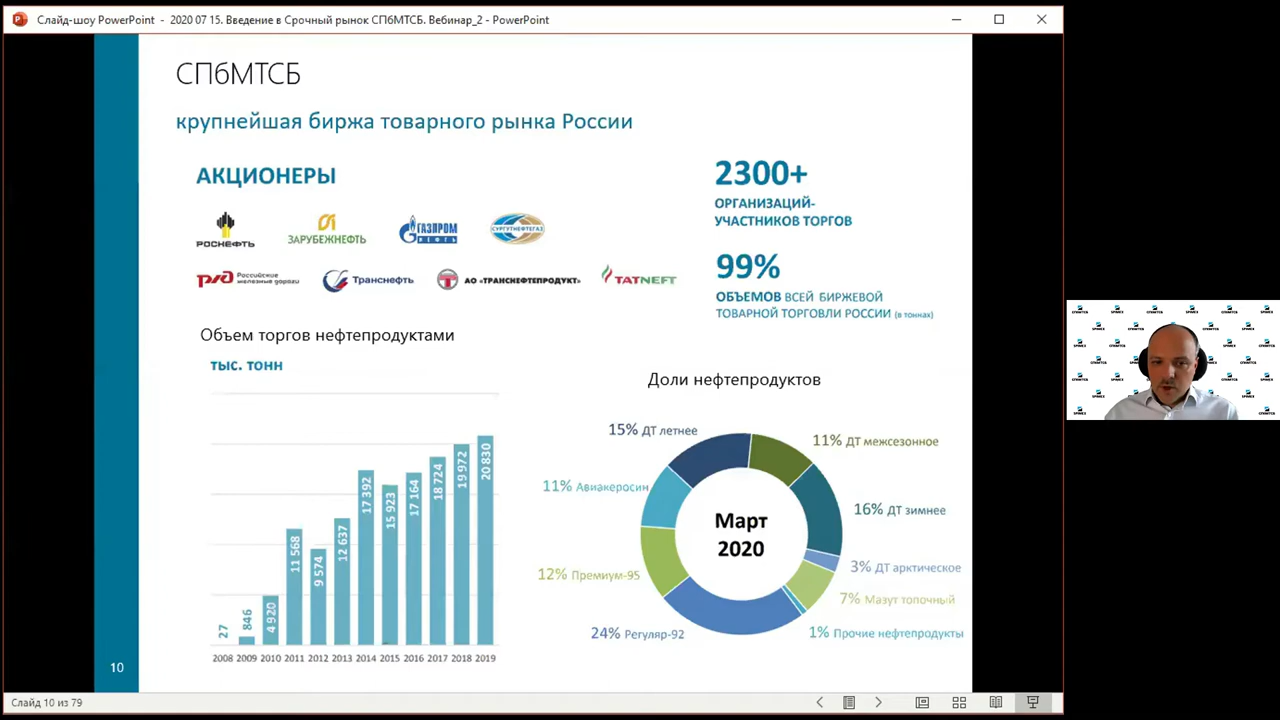 Слайд-шоу PowerPoint - 2020 07 15. Введение в Срочный рынок СПбМТСБ. Вебинар_2 - PowerPoint
СПбМТСБ
крупнейшая биржа товарного рынка России
АКЦИОНЕРЫ
РОСНЕФТЬ
ЗАРУБЕЖНЕФТЬ
ГАЗПРОМ
НЕФТЬ
СУРГУТНЕФТЕГАЗ
РЖД Российские
железные дороги
Транснефть
АО «ТРАНСНЕФТЕПРОДУКТ»
TATNEFT
2300+
ОРГАНИЗАЦИЙ-
УЧАСТНИКОВ ТОРГОВ
99%
ОБЪЕМОВ ВСЕЙ БИРЖЕВОЙ
ТОВАРНОЙ ТОРГОВЛИ РОССИИ (в тоннах)
Объем торгов нефтепродуктами
тыс. тонн
27
846
4 920
11 568
9 574
12 637
17 392
15 923
17 164
18 724
19 972
20 830
2008 2009 2010 2011 2012 2013 2014 2015 2016 2017 2018 2019
Доли нефтепродуктов
15% ДТ летнее
11% ДТ межсезонное
11% Авиакеросин
16% ДТ зимнее
Март
2020
3% ДТ арктическое
12% Премиум-95
7% Мазут топочный
24% Регуляр-92
1% Прочие нефтепродукты
10
Слайд 10 из 79